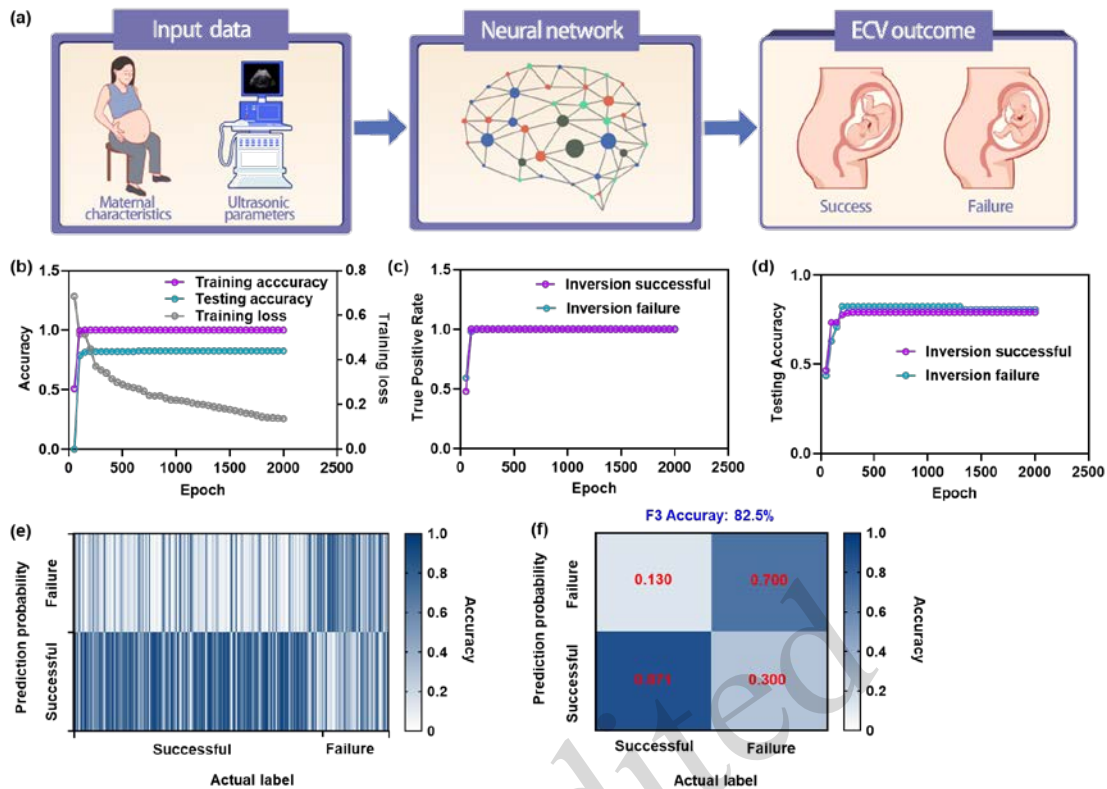 (a)
Input data
Neural network
ECV outcome
Maternal
characteristics
Ultrasonic
parameters
Success
Failure
(b)
1.5
1.0
0.5
0.0
Accuracy
Training acccuracy
Testing accuracy
Training loss
0.8
0.6
0.4
0.2
0.0
Training loss
0 500 1000 1500 2000 2500
Epoch
(c)
1.5
1.0
0.5
0.0
True Positive Rate
Inversion successful
Inversion failure
0 500 1000 1500 2000 2500
Epoch
(d)
1.0
0.5
0.0
Testing Accuracy
Inversion successful
Inversion failure
0 500 1000 1500 2000 2500
Epoch
(e)
Prediction probability
Failure
Successful
Successful
Failure
Actual label
1.0
0.8
0.6
0.4
0.2
0
Accuracy
(f)
F3 Accuray: 82.5%
Prediction probability
Failure
Successful
0.130
0.700
0.871
0.300
Successful
Failure
Actual label
1.0
0.8
0.6
0.4
0.2
0
Accuracy